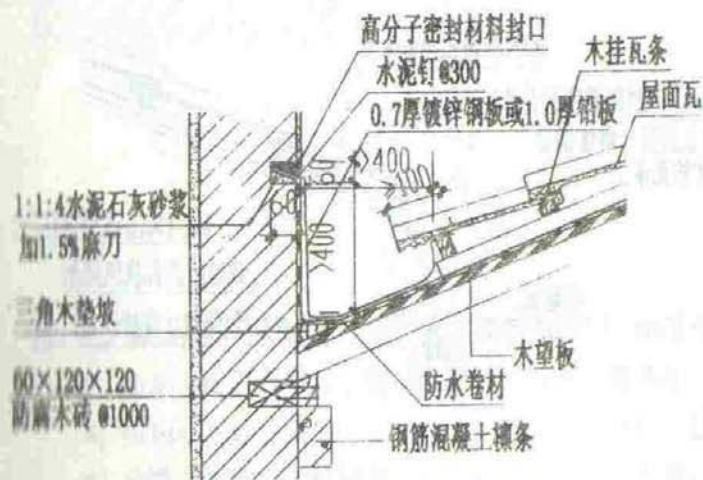 高分子密封材料封口
水泥钉@300
木挂瓦条
0.7厚镀锌钢板或1.0厚铅板
屋面瓦
>400
60
>100
60
>400
1:1:4水泥石灰砂浆
加1.5%麻刀
三角木垫坡
60×120×120
防腐木砖 @1000
木望板
防水卷材
钢筋混凝土檩条